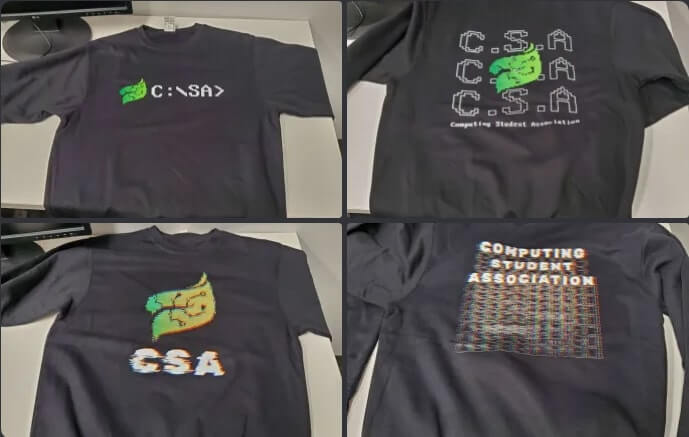 C:\SA>
C.S.A
C.S.A
C.S.A
Computing Student Association
CSA
COMPUTING
STUDENT
ASSOCIATION